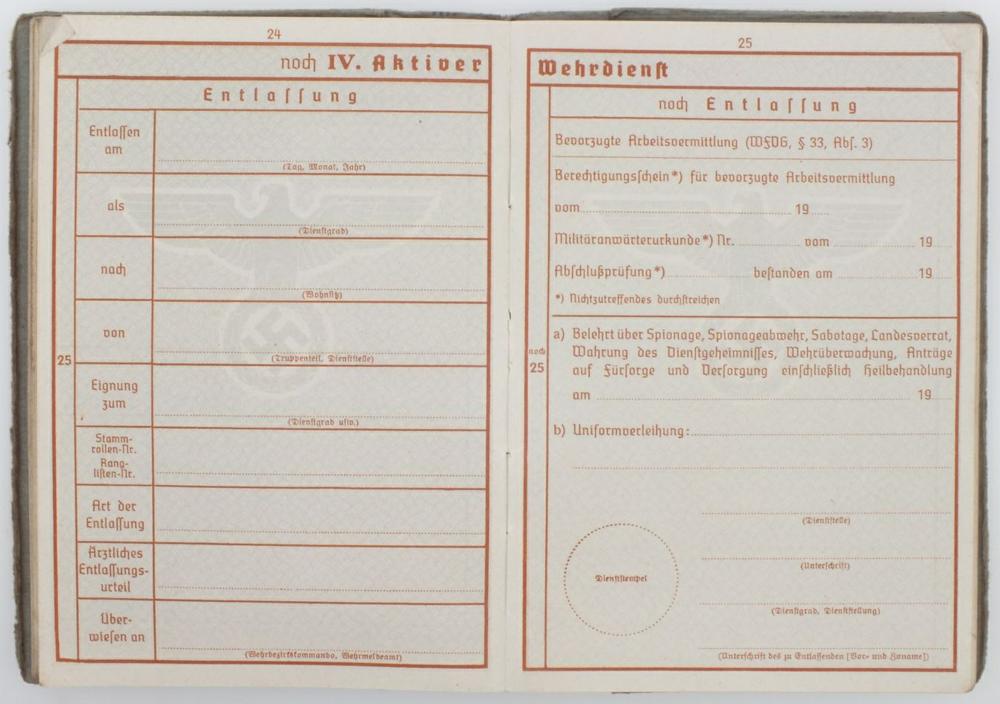 24
noch IV. Aktiver
Entlassung
Entlassen
am
(Tag, Monat, Jahr)
als
(Dienstgrad)
nach
(Wohnsitz)
von
(Truppenteil, Dienststelle)
25
Eignung
zum
(Dienstgrad usw.)
Stamm-
rollen-Nr.
Rang-
listen-Nr.
Art der
Entlassung
Ärztliches
Entlassungs-
urteil
Über-
wiesen an
(Wehrbezirkskommando, Wehrmeldeamt)
25
Wehrdienst
noch Entlassung
Bevorzugte Arbeitsvermittlung (WFVG, § 33, Abs. 3)
Berechtigungsschein*) für bevorzugte Arbeitsvermittlung
vom 19
Militäranwärterurkunde*) Nr. vom 19
Abschlußprüfung*) bestanden am 19
*) Nichtzutreffendes durchstreichen
noch
25
a) Belehrt über Spionage, Spionageabwehr, Sabotage, Landesverrat,
Wahrung des Dienstgeheimnisses, Wehrüberwachung, Anträge
auf Fürsorge und Versorgung einschließlich Heilbehandlung
am 19
b) Uniformverleihung:
(Dienststelle)
Dienststempel
(Unterschrift)
(Dienstgrad, Dienststellung)
(Unterschrift des zu Entlassenden [Vor- und Zuname])